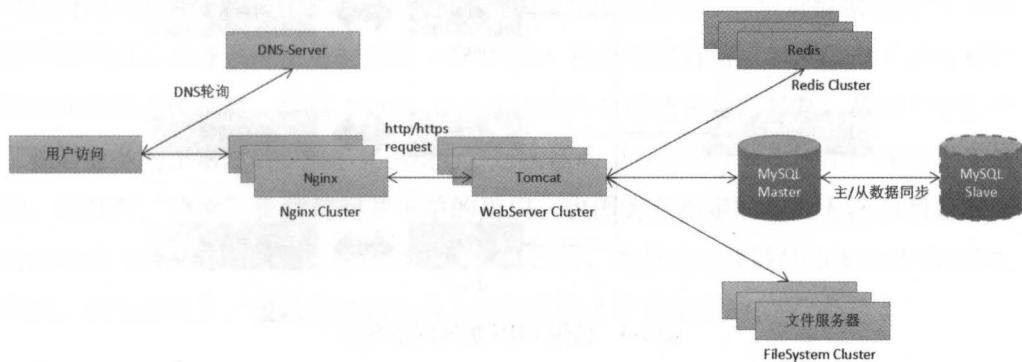 DNS-Server
Redis
Redis Cluster
DNS轮询
http/https
request
用户访问
Nginx
Nginx Cluster
Tomcat
WebServer Cluster
MySQL
Master
主/从数据同步
MySQL
Slave
文件服务器
FileSystem Cluster